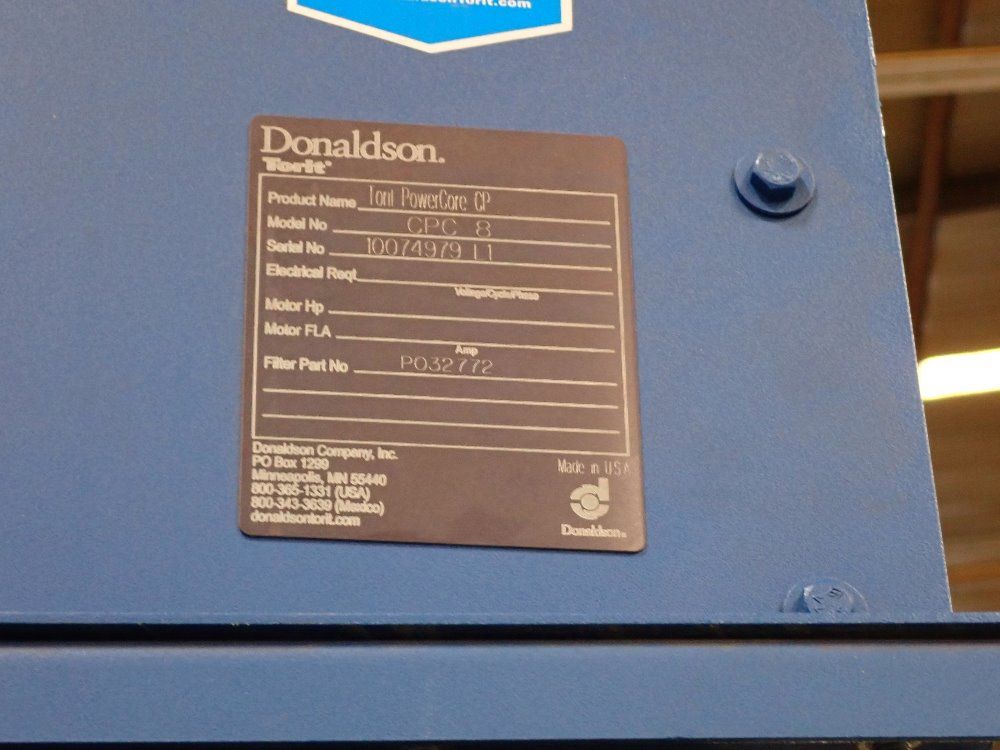 torit.com
Donaldson.
Torit
Product Name Torit PowerCore CP
Model No CPC 8
Serial No 10074979 L1
Electrical Reqt
Voltage/Cycle/Phase
Motor Hp
Motor FLA
Amp
Filter Part No P032772
Donaldson Company, Inc.
PO Box 1299
Minneapolis, MN 55440
800-365-1331 (USA)
800-343-3639 (Mexico)
donaldsontorit.com
Made in USA
Donaldson.